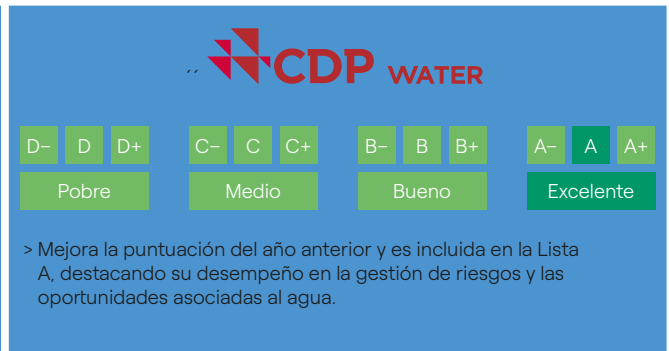 CDP WATER
D– D D+ C– C C+ B– B B+ A– A A+
Pobre Medio Bueno Excelente
> Mejora la puntuación del año anterior y es incluida en la Lista
A, destacando su desempeño en la gestión de riesgos y las
oportunidades asociadas al agua.